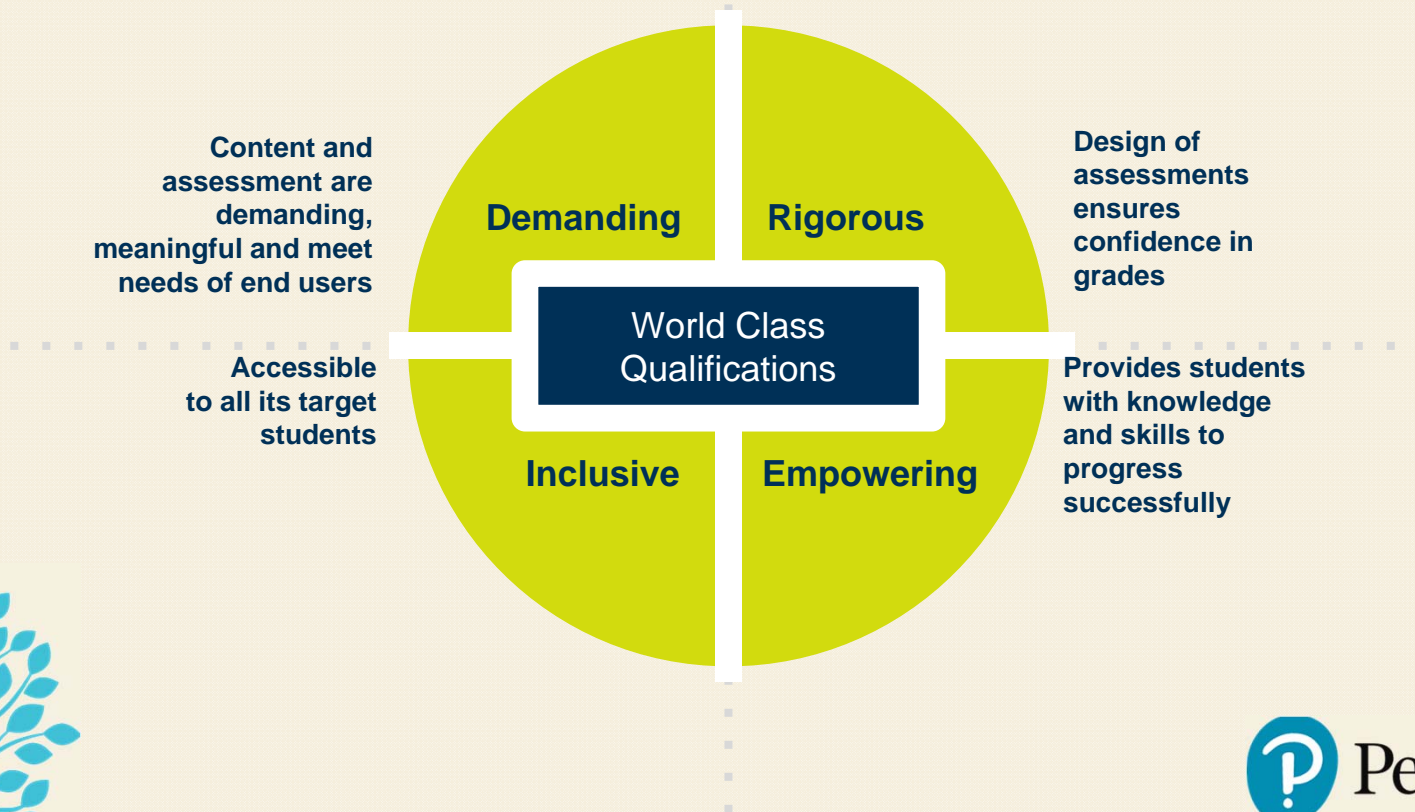 Content and
assessment are
demanding,
meaningful and meet
needs of end users
Demanding
Rigorous
Design of
assessments
ensures
confidence in
grades
World Class
Qualifications
Accessible
to all its target
students
Inclusive
Empowering
Provides students
with knowledge
and skills to
progress
successfully
Pe